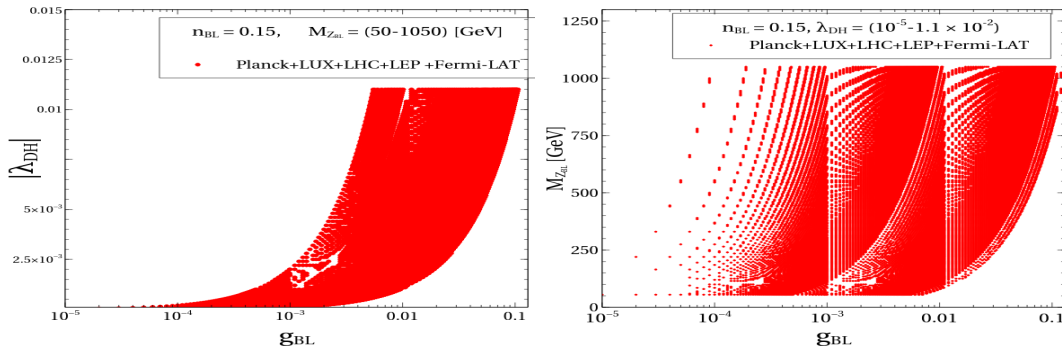 0.015
n_BL = 0.15, M_Z_BL = (50-1050) [GeV]
Planck+LUX+LHC+LEP +Fermi-LAT
0.0125
0.01
|λ_DH|
5×10⁻³
2.5×10⁻³
10⁻⁵ 10⁻⁴ 10⁻³ 0.01 0.1
g_BL
1250
n_BL = 0.15, λ_DH = (10⁻⁵-1.1 × 10⁻²)
Planck+LUX+LHC+LEP+Fermi-LAT
1000
750
M_Z_BL [GeV]
500
250
0
10⁻⁵ 10⁻⁴ 10⁻³ 0.01 0.1
g_BL